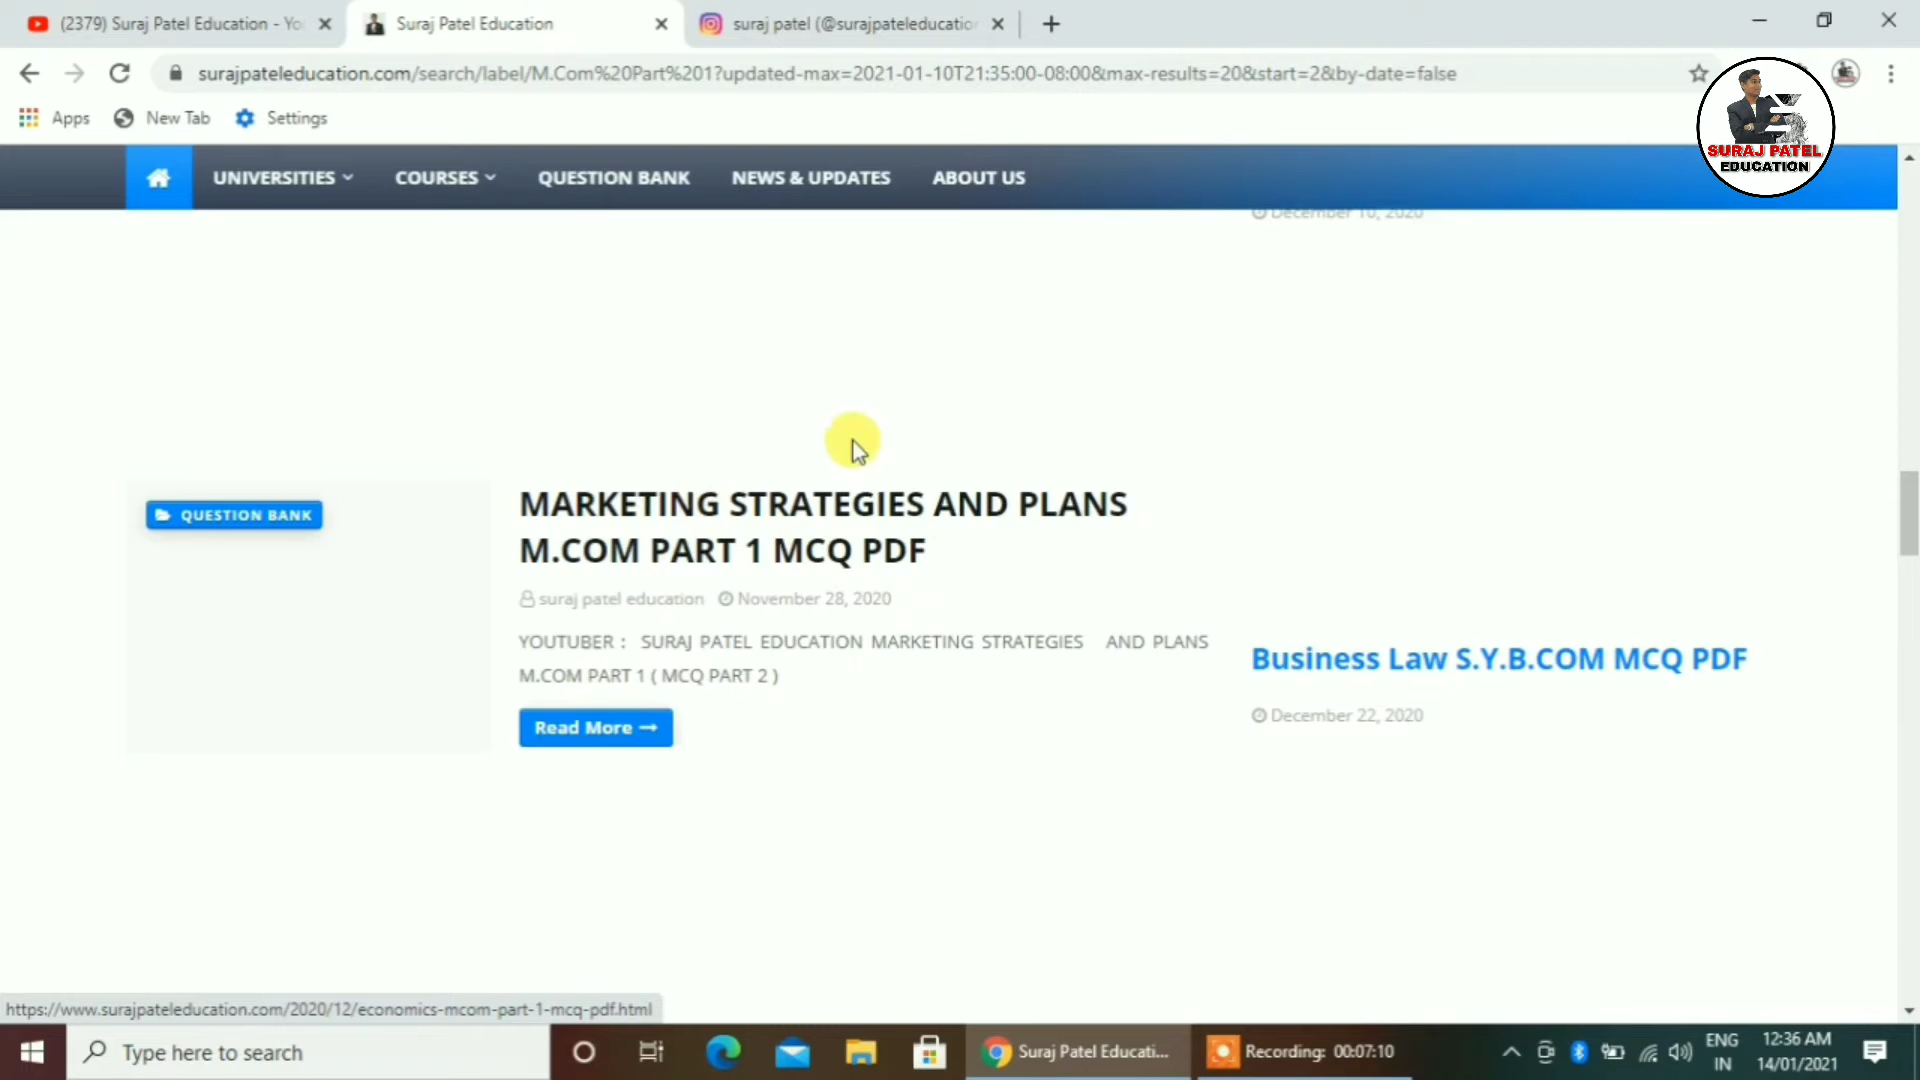 (2379) Suraj Patel Education - Yo
Suraj Patel Education
suraj patel (@surajpateleducation
surajpateleducation.com/search/label/M.Com%20Part%201?updated-max=2021-01-10T21:35:00-08:00&max-results=20&start=2&by-date=false
Apps
New Tab
Settings
SURAJ PATEL
EDUCATION
UNIVERSITIES
COURSES
QUESTION BANK
NEWS & UPDATES
ABOUT US
December 10, 2020
QUESTION BANK
MARKETING STRATEGIES AND PLANS
M.COM PART 1 MCQ PDF
suraj patel education
November 28, 2020
YOUTUBER : SURAJ PATEL EDUCATION MARKETING STRATEGIES AND PLANS
M.COM PART 1 ( MCQ PART 2 )
Read More →
Business Law S.Y.B.COM MCQ PDF
December 22, 2020
https://www.surajpateleducation.com/2020/12/economics-mcom-part-1-mcq-pdf.html
Type here to search
Suraj Patel Educati...
Recording: 00:07:10
ENG
IN
12:36 AM
14/01/2021